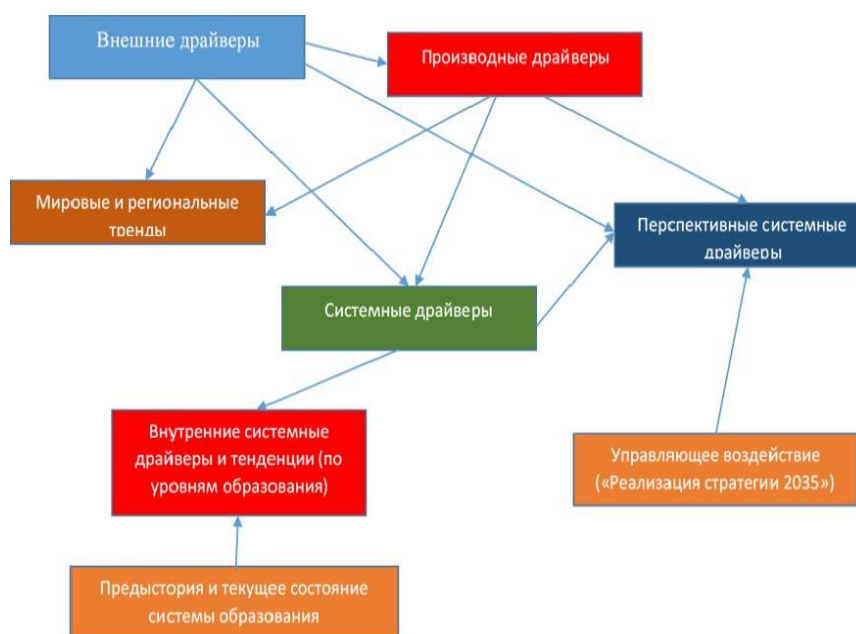 Внешние драйверы
Производные драйверы
Мировые и региональные
тренды
Перспективные системные
драйверы
Системные драйверы
Внутренние системные
драйверы и тенденции (по
уровням образования)
Управляющее воздействие
(«Реализация стратегии 2035»)
Предыстория и текущее состояние
системы образования